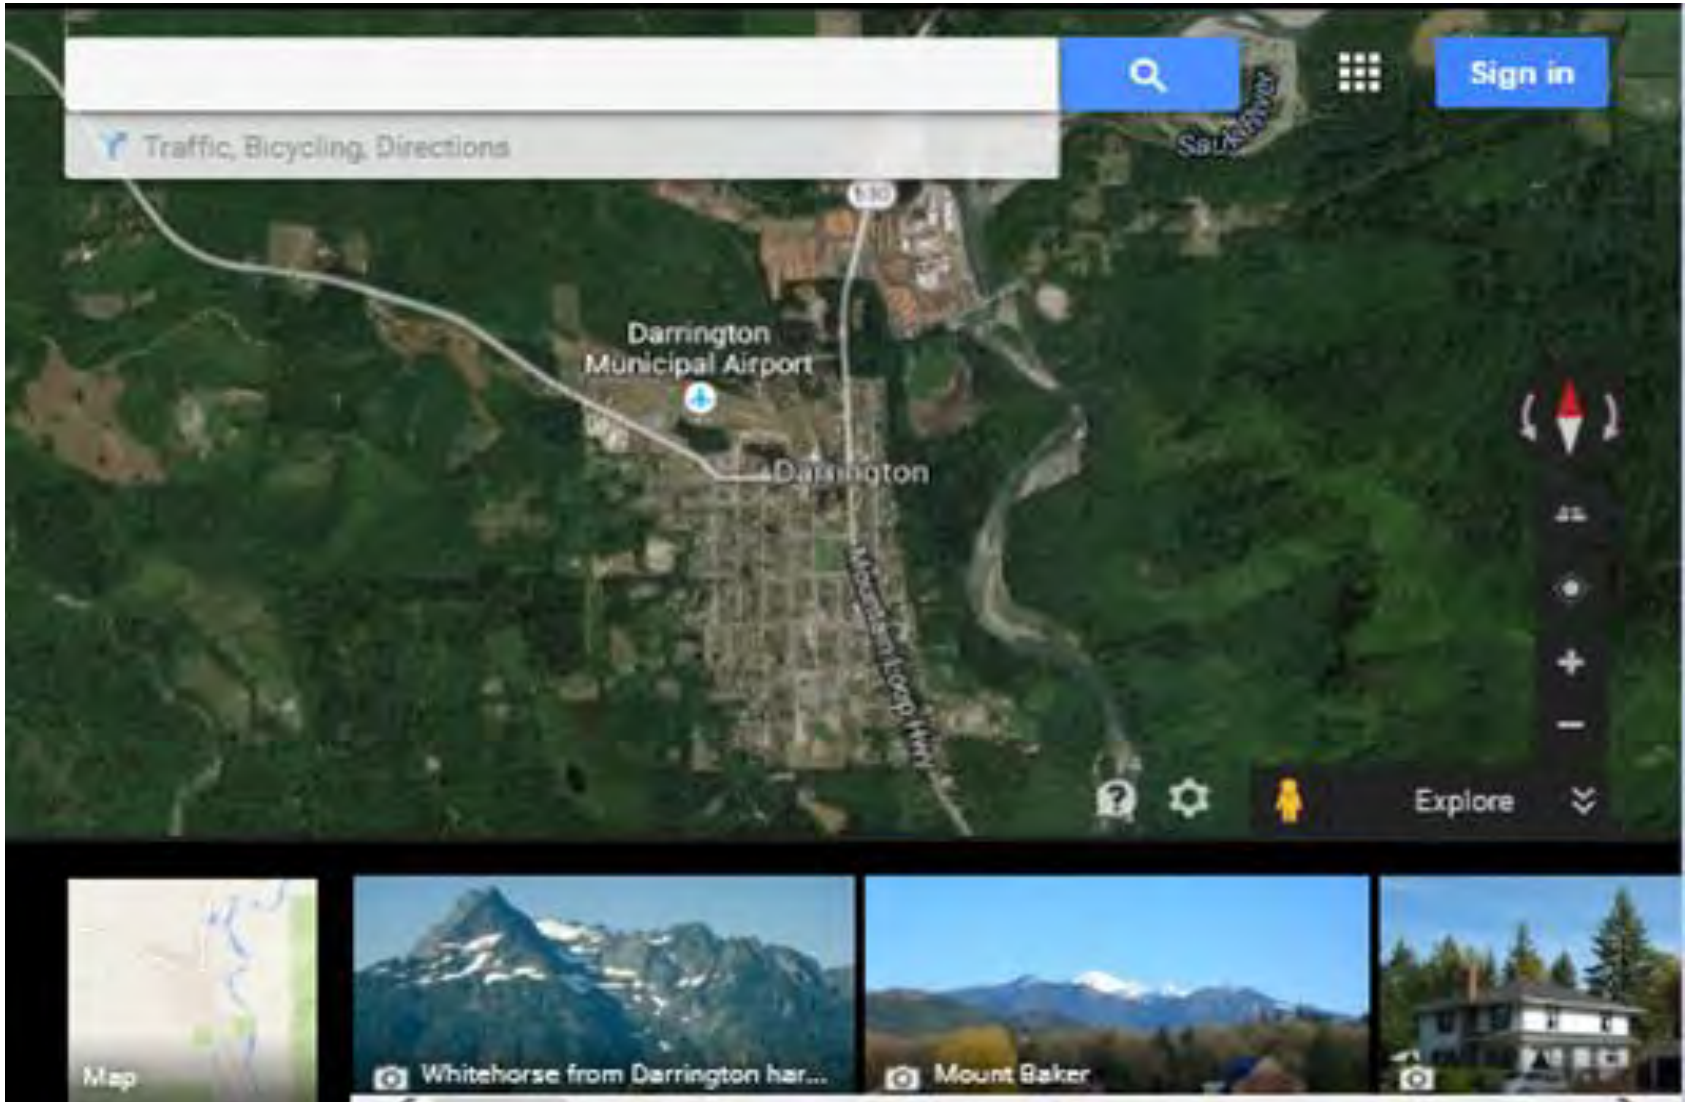 Sign in
Traffic, Bicycling, Directions
Sauk River
530
Darrington
Municipal Airport
Darrington
Mountain Loop Hwy
Explore
Map
Whitehorse from Darrington har...
Mount Baker